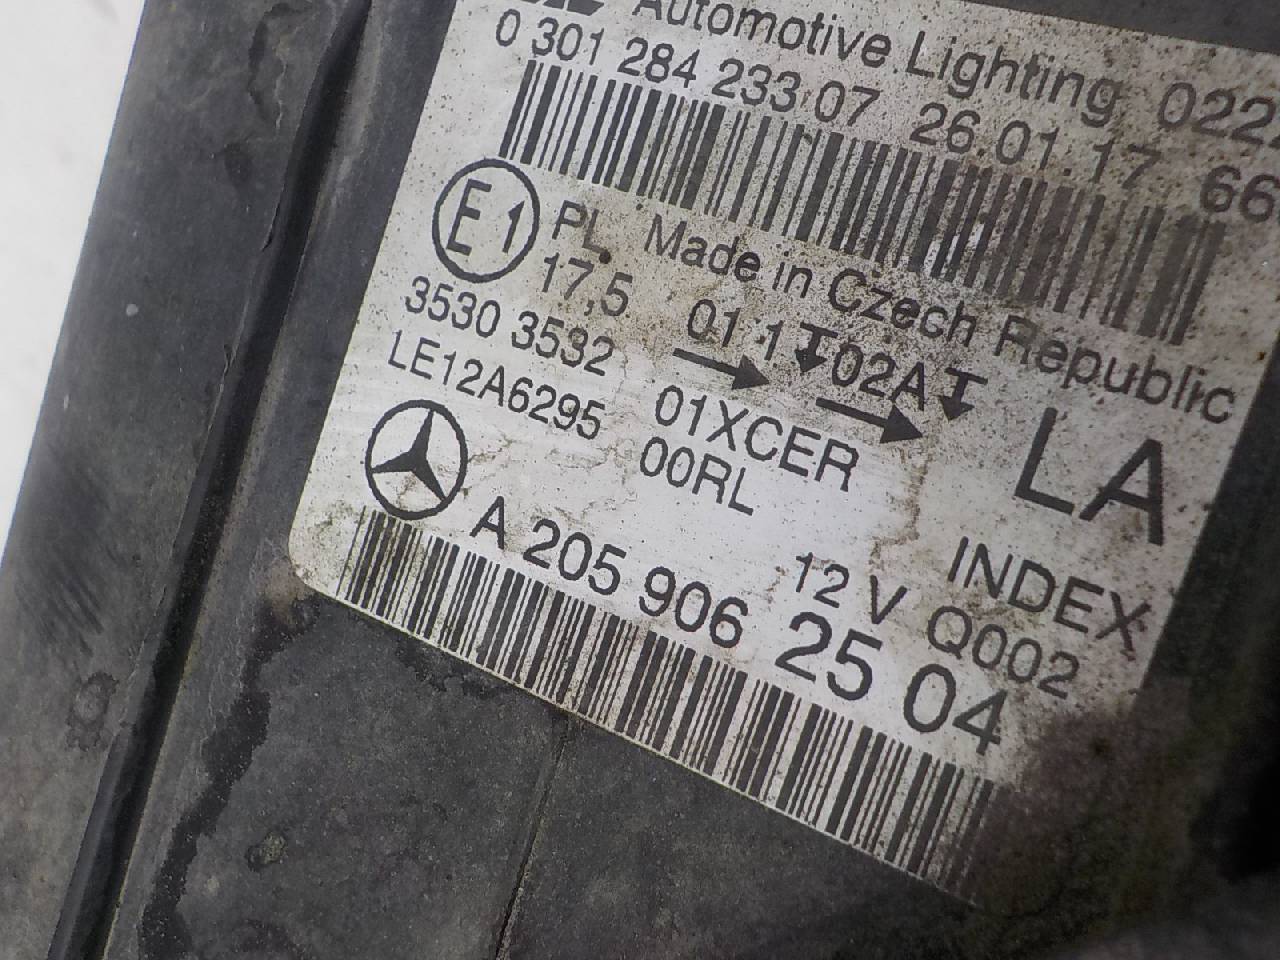 Automotive Lighting 022
0 301 284 233 07 26 01 17 66
E1 PL Made in Czech Republic
17,5 01 1 02A
3530 3532 01XCER LA
LE12A6295 00RL
12 V INDEX
A 205 906 25 04 Q002